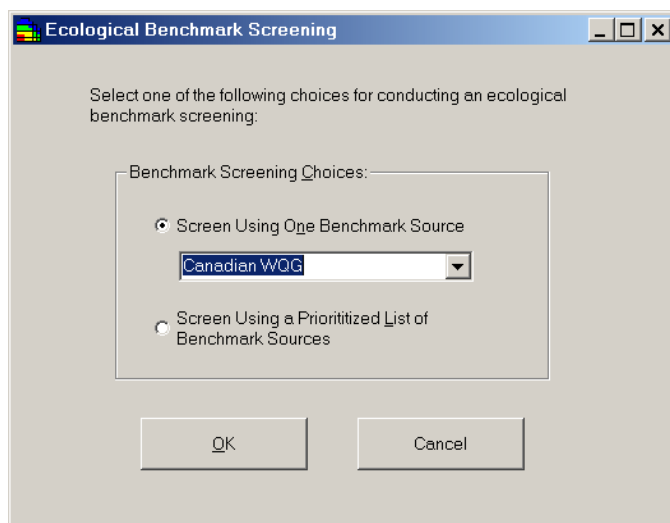 Ecological Benchmark Screening
Select one of the following choices for conducting an ecological
benchmark screening:
Benchmark Screening Choices:
Screen Using One Benchmark Source
Canadian WQG
Screen Using a Priorititized List of
Benchmark Sources
OK
Cancel